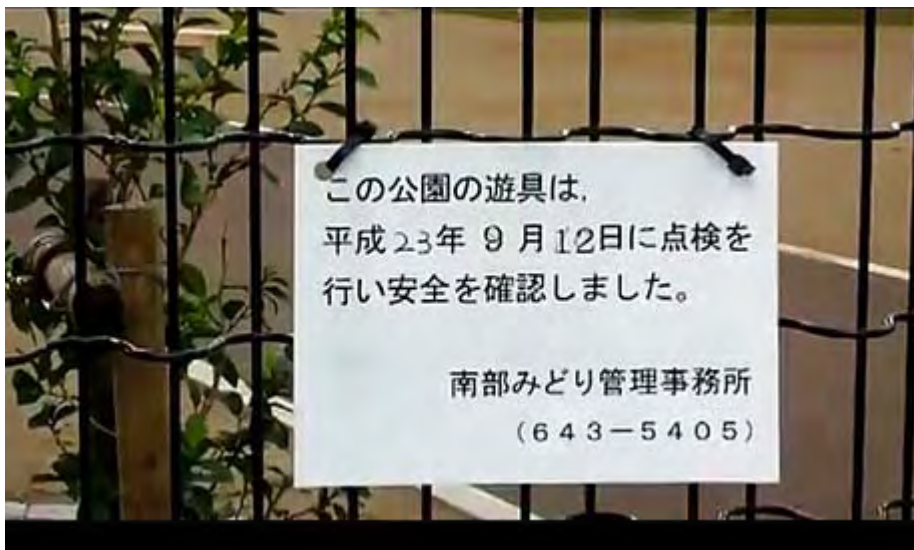 この公園の遊具は,
平成23年 9 月12日に点検を
行い安全を確認しました。
南部みどり管理事務所
(643-5405)